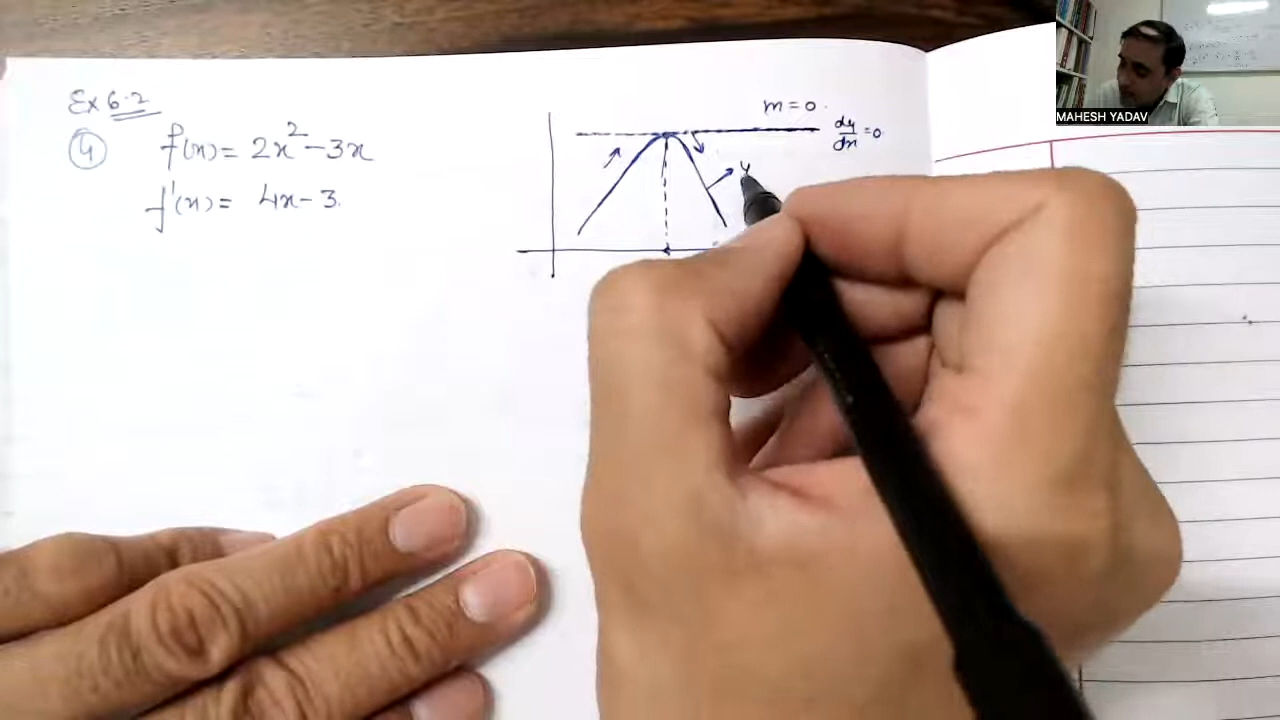 Ex 6.2
4 f(x) = 2x² - 3x
f'(x) = 4x - 3.
m = 0.
dy/dx = 0
y
MAHESH YADAV